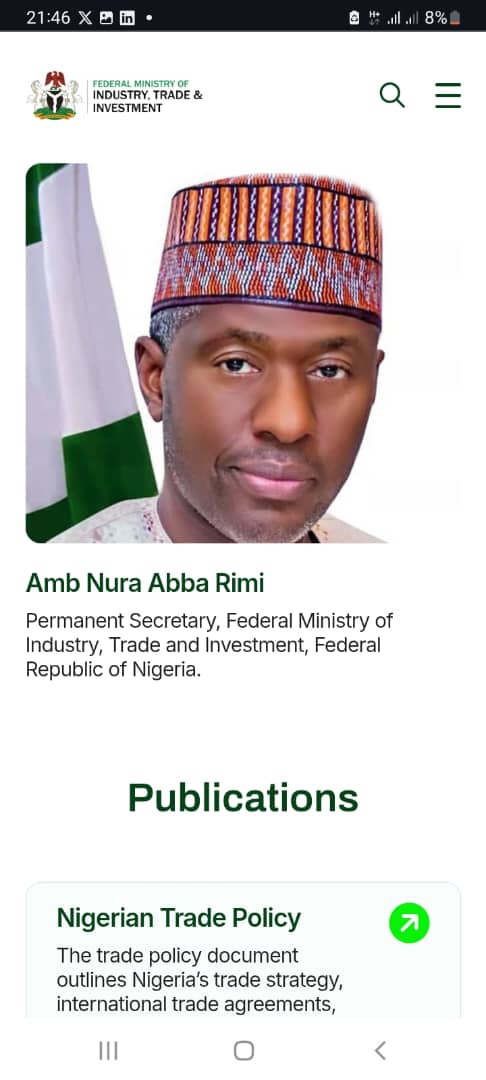 21:46
8%
FEDERAL MINISTRY OF
INDUSTRY, TRADE &
INVESTMENT
Amb Nura Abba Rimi
Permanent Secretary, Federal Ministry of
Industry, Trade and Investment, Federal
Republic of Nigeria.
Publications
Nigerian Trade Policy
The trade policy document
outlines Nigeria’s trade strategy,
international trade agreements,